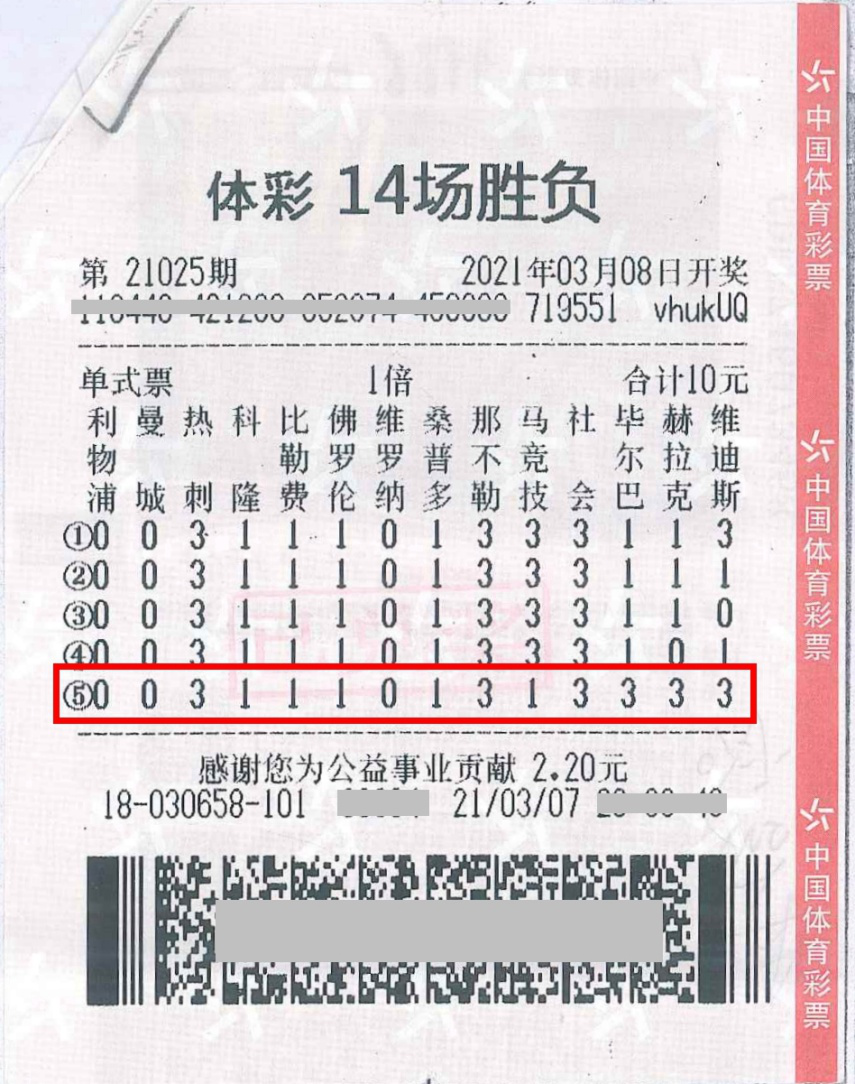 体彩 14场胜负
第 21025期 2021年03月08日开奖
719551 vhukUQ
单式票 1倍 合计10元
利物浦 曼城 热刺 科隆 比勒费 佛罗伦 维罗纳 桑普多 那不勒 马竞技 社会 毕尔巴 赫拉克 维迪斯
①0 0 3 1 1 1 0 1 3 3 3 1 1 3
②0 0 3 1 1 1 0 1 3 3 3 1 1 1
③0 0 3 1 1 1 0 1 3 3 3 1 1 0
④0 0 3 1 1 1 0 1 3 3 3 1 0 1
⑤0 0 3 1 1 1 0 1 3 1 3 3 3 3
感谢您为公益事业贡献 2.20元
18-030658-101 21/03/07
中国体育彩票
中国体育彩票
中国体育彩票